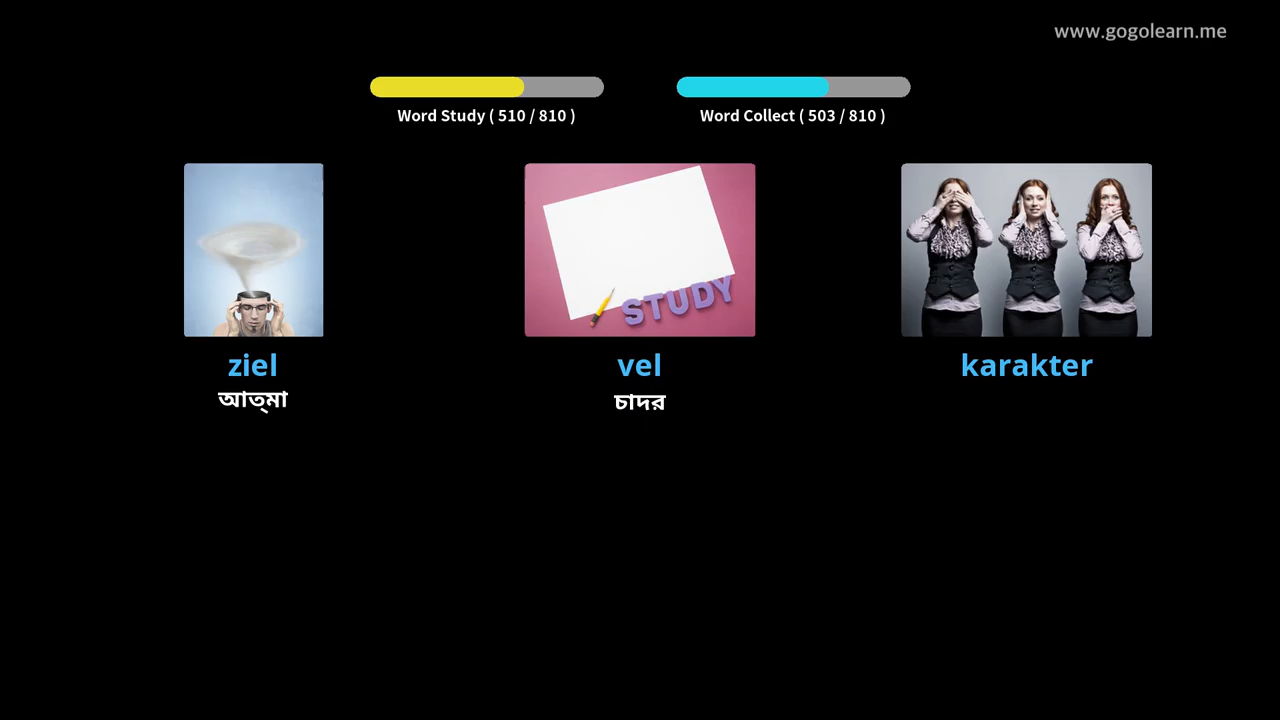 www.gogolearn.me
Word Study ( 510 / 810 )
Word Collect ( 503 / 810 )
STUDY
ziel
vel
karakter
আত্মা
চাদর